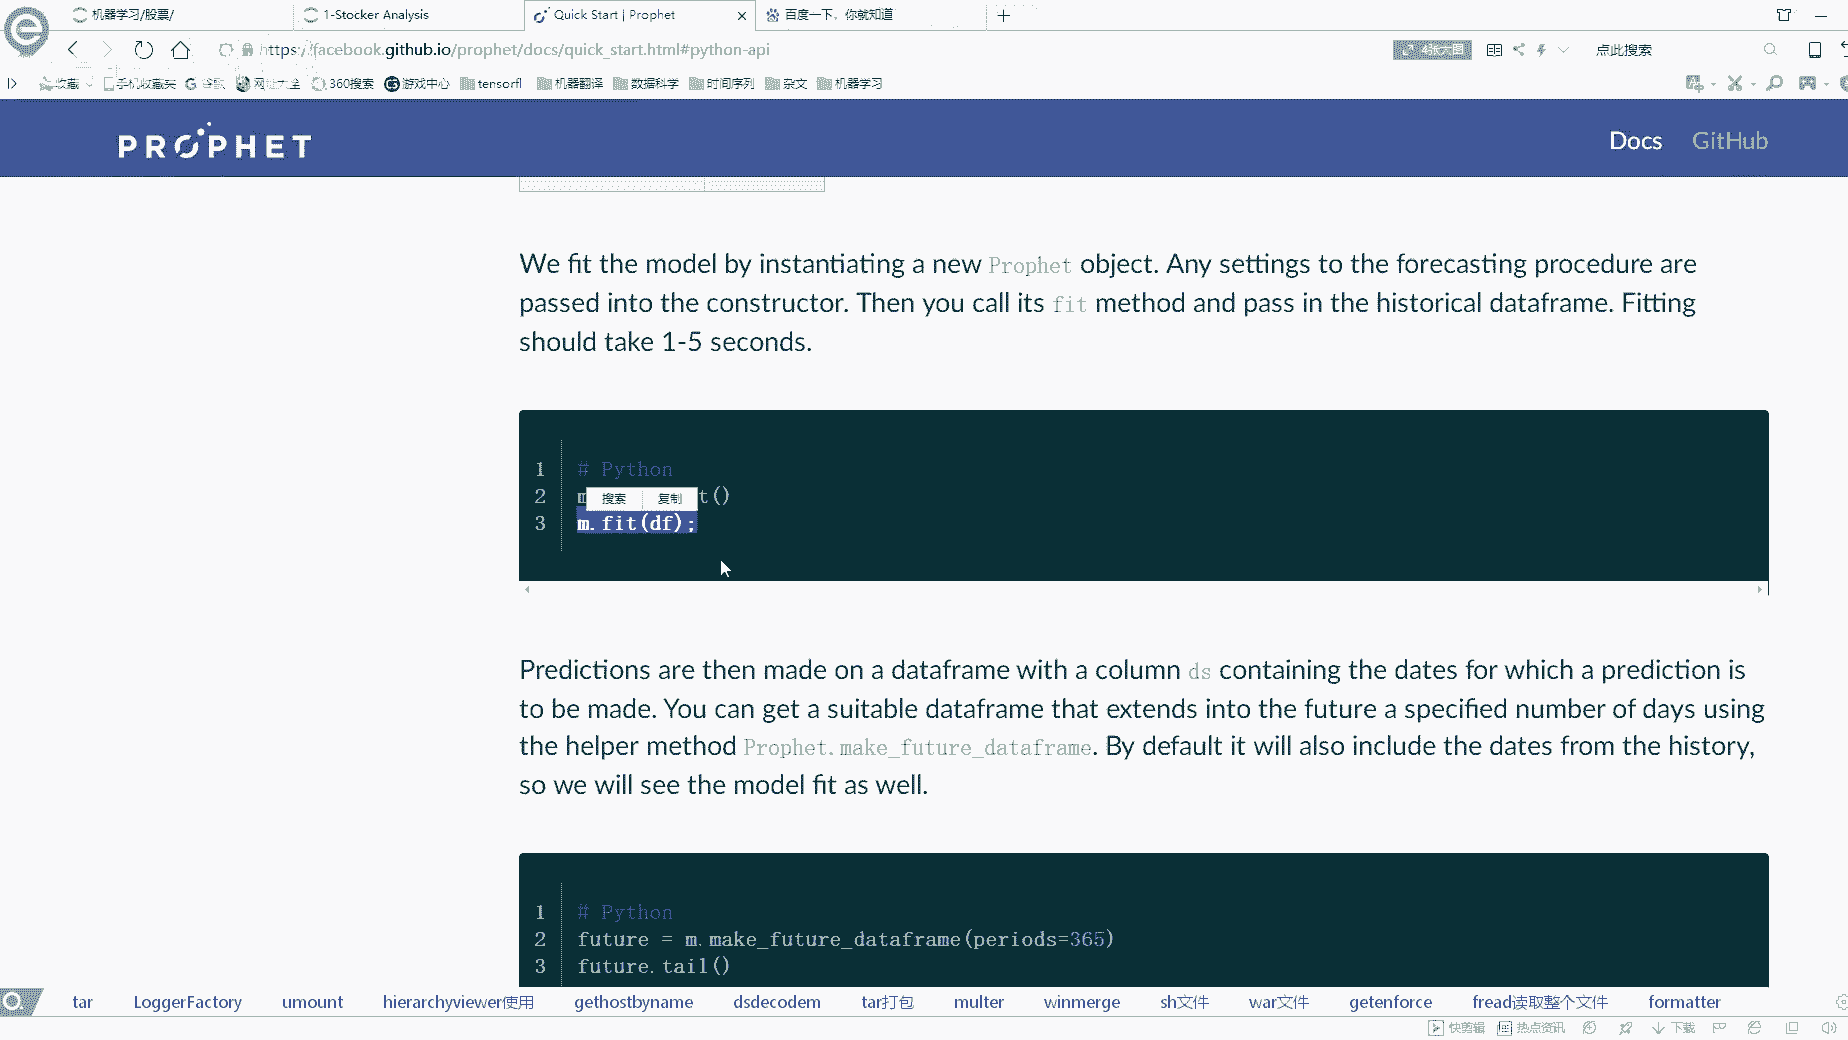 机器学习/股票/
1-Stocker Analysis
Quick Start | Prophet
百度一下，你就知道
https://facebook.github.io/prophet/docs/quick_start.html#python-api
点此搜索
收藏 手机收藏夹 谷歌 网址大全 360搜索 游戏中心 tensorfl 机器翻译 数据科学 时间序列 杂文 机器学习
PROPHET
Docs GitHub
We fit the model by instantiating a new Prophet object. Any settings to the forecasting procedure are
passed into the constructor. Then you call its fit method and pass in the historical dataframe. Fitting
should take 1-5 seconds.
1 # Python
2 t()
搜索 复制
3 m.fit(df);
Predictions are then made on a dataframe with a column ds containing the dates for which a prediction is
to be made. You can get a suitable dataframe that extends into the future a specified number of days using
the helper method Prophet.make_future_dataframe. By default it will also include the dates from the history,
so we will see the model fit as well.
1 # Python
2 future = m.make_future_dataframe(periods=365)
3 future.tail()
tar LoggerFactory umount hierarchyviewer使用 gethostbyname dsdecodem tar打包 multer winmerge sh文件 war文件 getenforce fread读取整个文件 formatter
快剪辑 热点资讯 下载